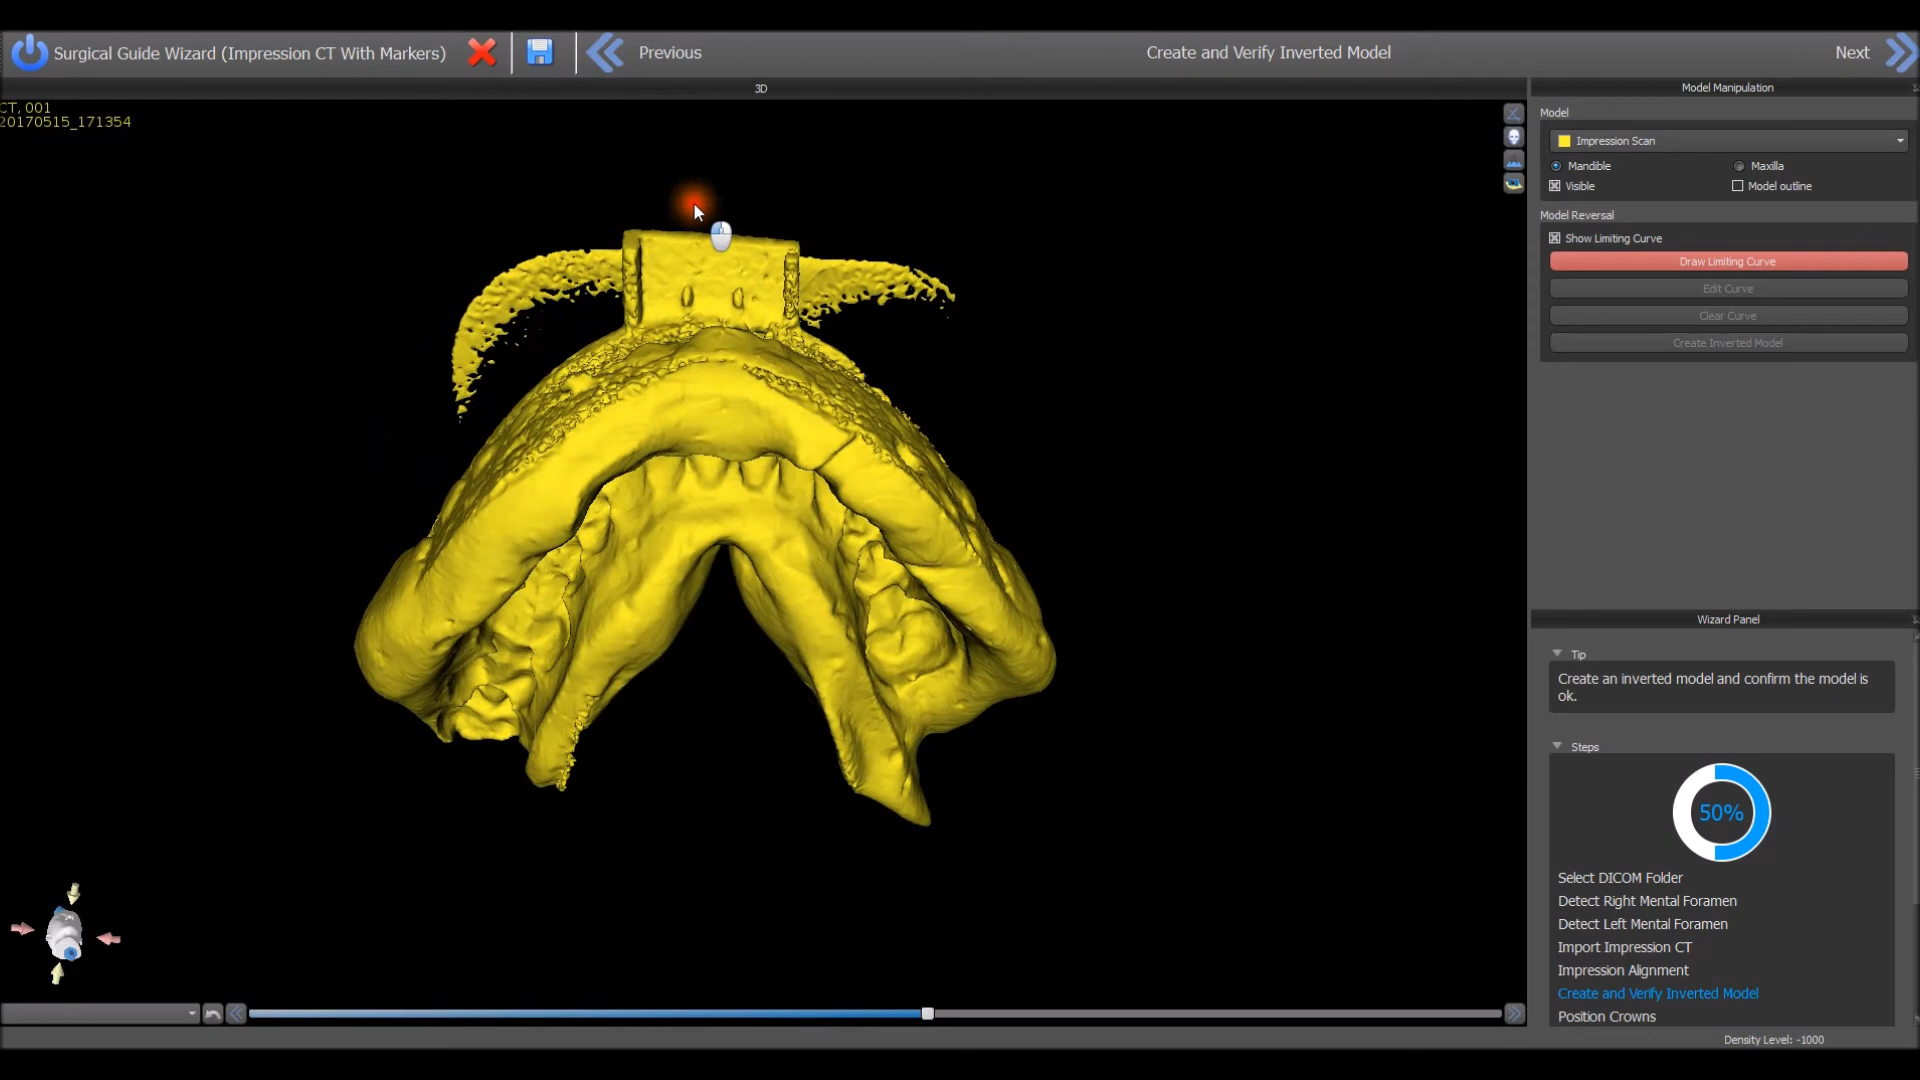 Surgical Guide Wizard (Impression CT With Markers)
Previous
Create and Verify Inverted Model
Next
3D
CT, 001
20170515_171354
Model Manipulation
Model
Impression Scan
Mandible
Maxilla
Visible
Model outline
Model Reversal
Show Limiting Curve
Draw Limiting Curve
Edit Curve
Clear Curve
Create Inverted Model
Wizard Panel
Tip
Create an inverted model and confirm the model is
ok.
Steps
50%
Select DICOM Folder
Detect Right Mental Foramen
Detect Left Mental Foramen
Import Impression CT
Impression Alignment
Create and Verify Inverted Model
Position Crowns
Density Level: -1000